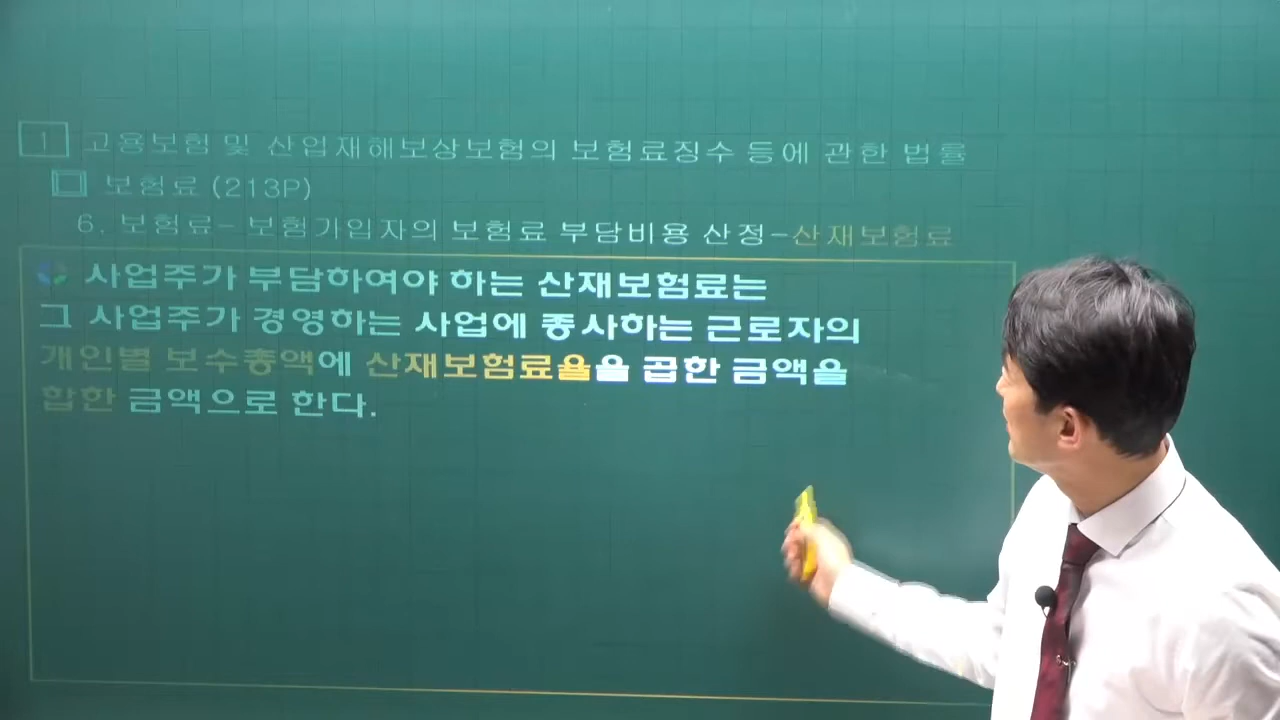 1 고용보험 및 산업재해보상보험의 보험료징수 등에 관한 법률
보험료 (213P)
6. 보험료-보험가입자의 보험료 부담비용 산정-산재보험료
사업주가 부담하여야 하는 산재보험료는
그 사업주가 경영하는 사업에 종사하는 근로자의
개인별 보수총액에 산재보험료율을 곱한 금액을
합한 금액으로 한다.